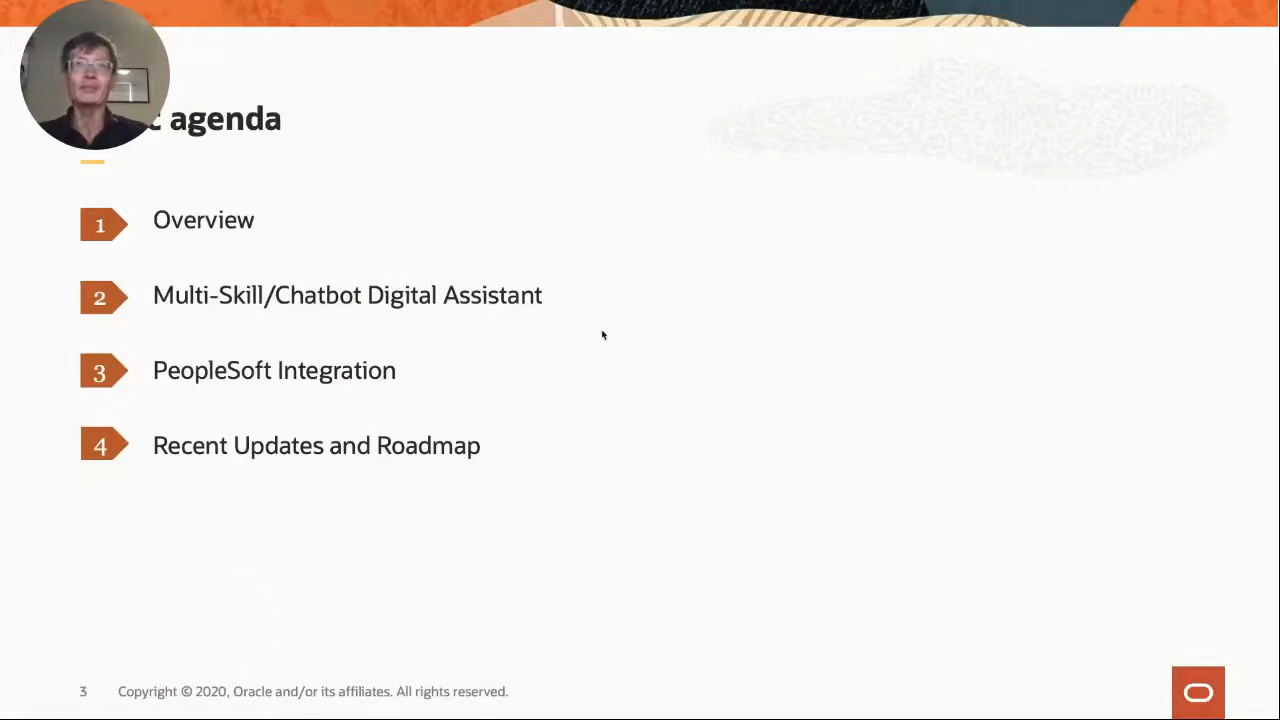 agenda
1 Overview
2 Multi-Skill/Chatbot Digital Assistant
3 PeopleSoft Integration
4 Recent Updates and Roadmap
3 Copyright © 2020, Oracle and/or its affiliates. All rights reserved.